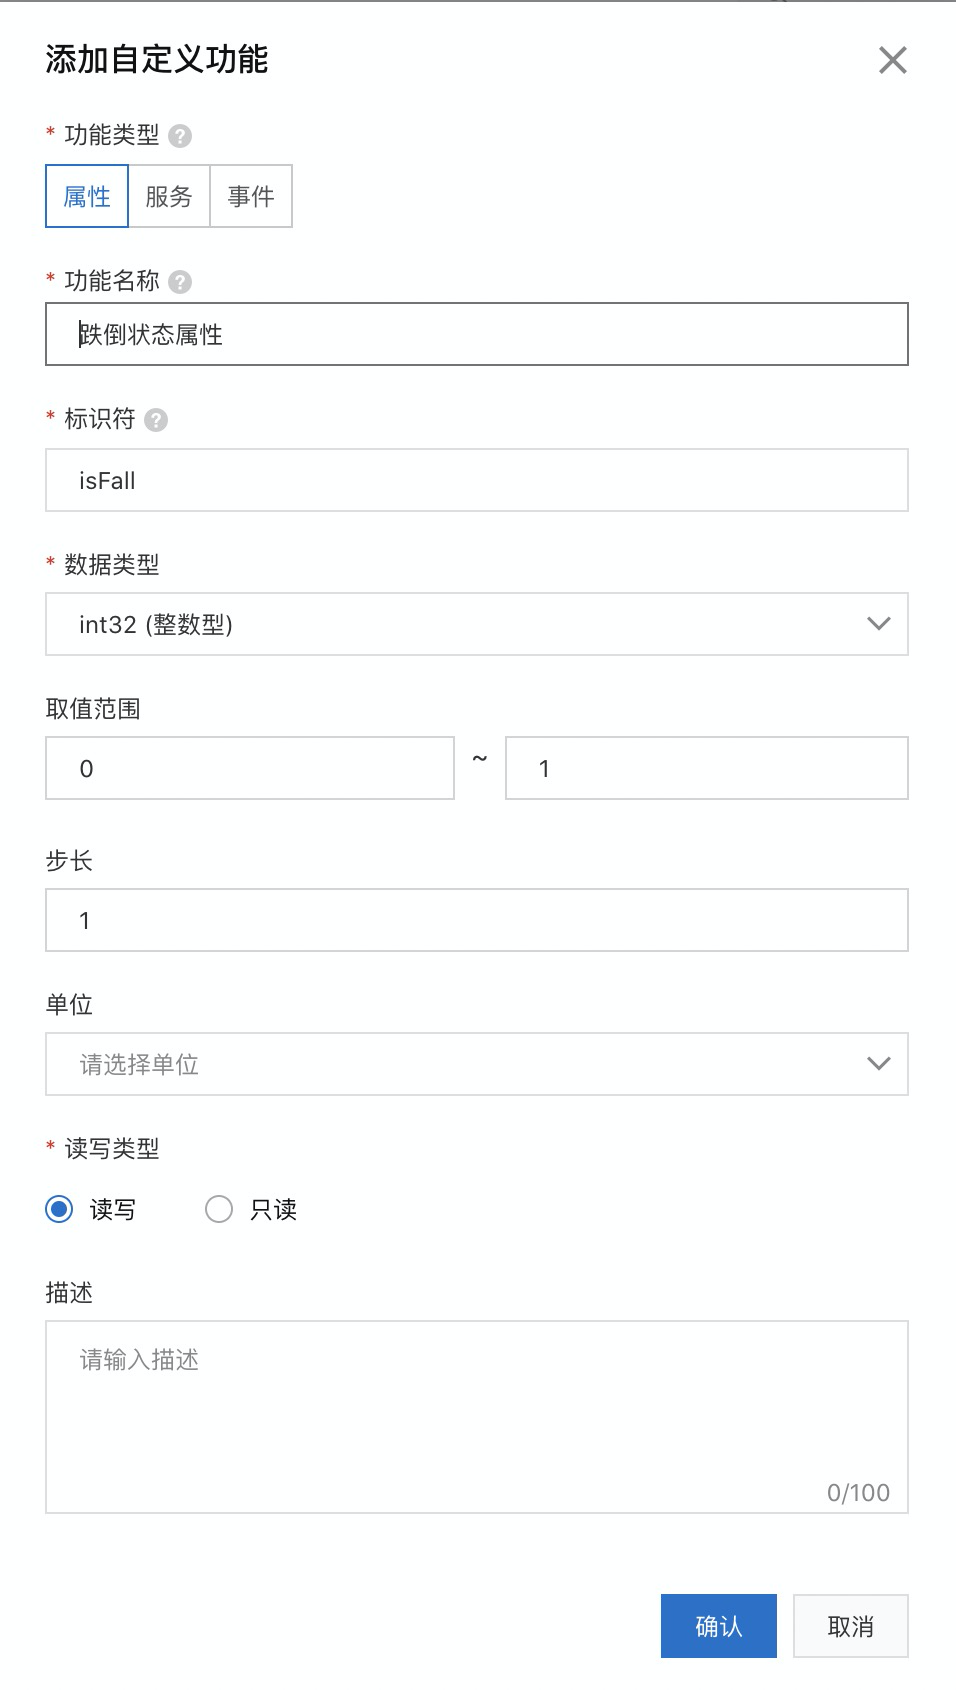 添加自定义功能
* 功能类型 ?
属性 服务 事件
* 功能名称 ?
跌倒状态属性
* 标识符 ?
isFall
* 数据类型
int32 (整数型)
取值范围
0 ~ 1
步长
1
单位
请选择单位
* 读写类型
读写 只读
描述
请输入描述
0/100
确认 取消